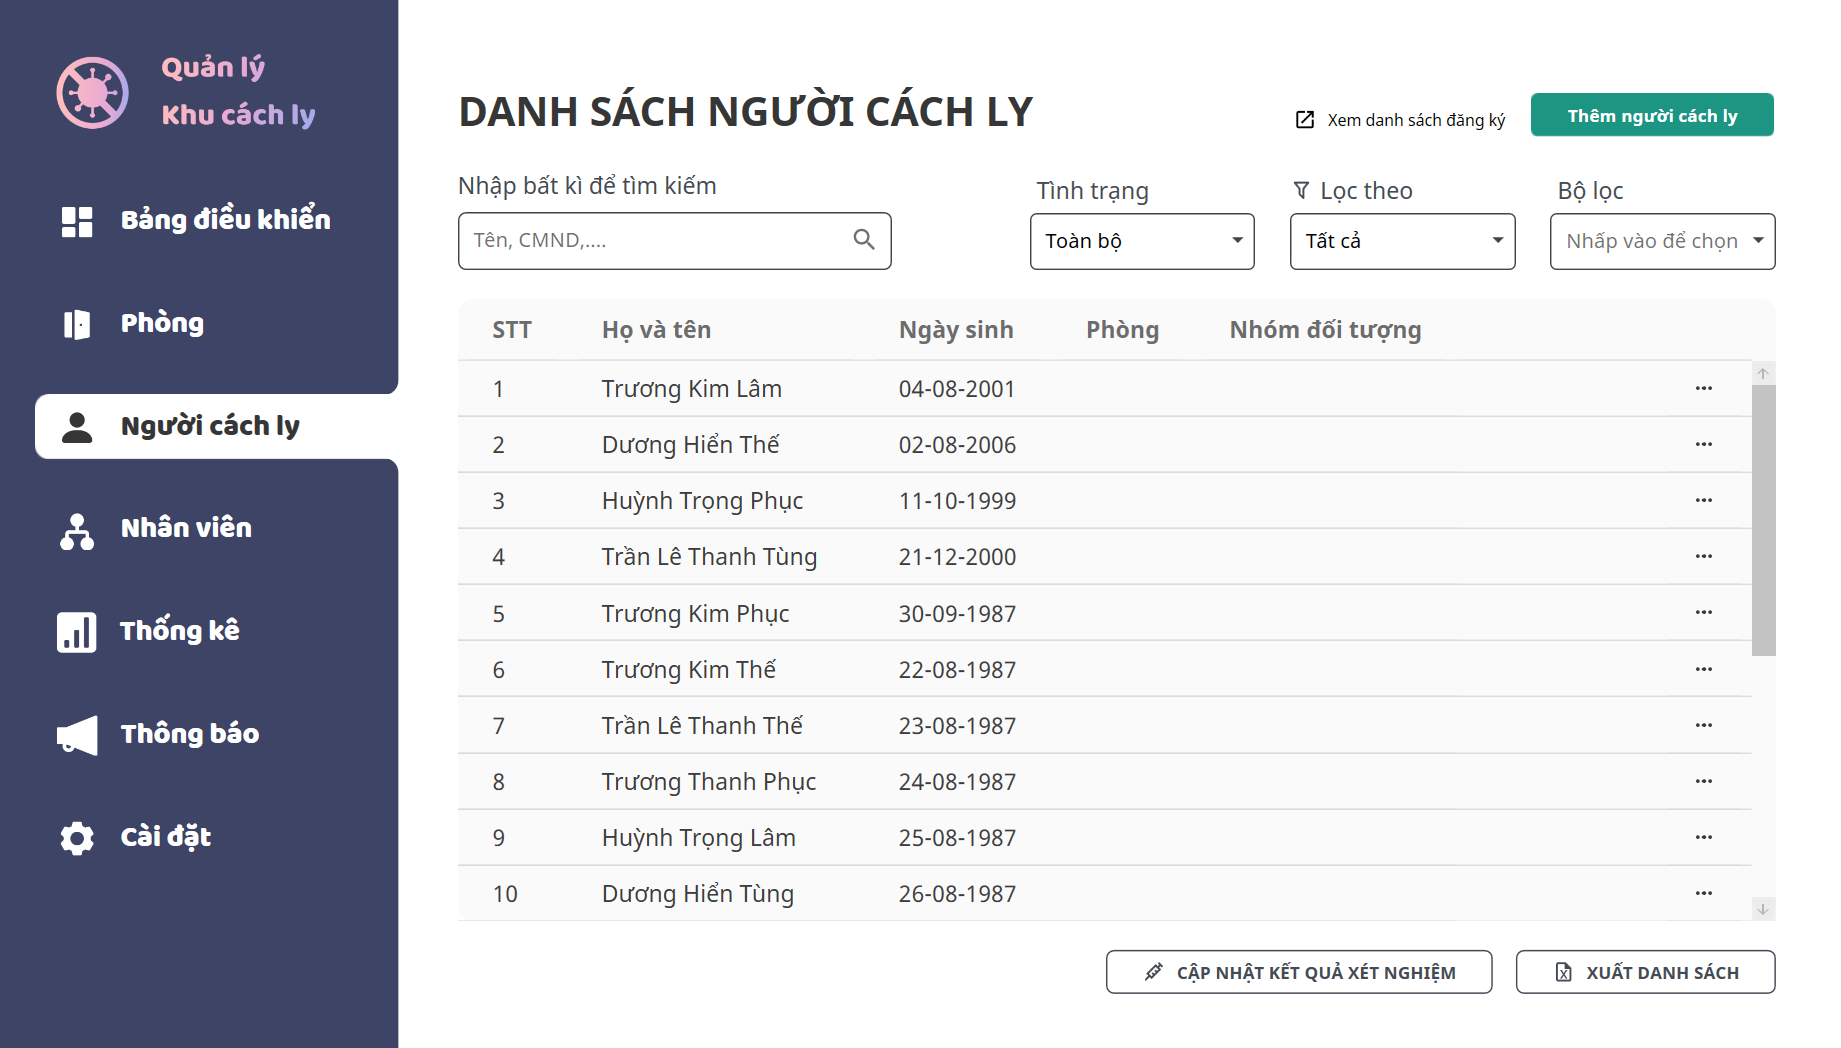 Quản lý
Khu cách ly
Bảng điều khiển
Phòng
Người cách ly
Nhân viên
Thống kê
Thông báo
Cài đặt
DANH SÁCH NGƯỜI CÁCH LY
Xem danh sách đăng ký
Thêm người cách ly
Nhập bất kì để tìm kiếm
Tình trạng
Lọc theo
Bộ lọc
Tên, CMND,....
Toàn bộ
Tất cả
Nhấp vào để chọn
STT Họ và tên Ngày sinh Phòng Nhóm đối tượng
1 Trương Kim Lâm 04-08-2001
2 Dương Hiển Thế 02-08-2006
3 Huỳnh Trọng Phục 11-10-1999
4 Trần Lê Thanh Tùng 21-12-2000
5 Trương Kim Phục 30-09-1987
6 Trương Kim Thế 22-08-1987
7 Trần Lê Thanh Thế 23-08-1987
8 Trương Thanh Phục 24-08-1987
9 Huỳnh Trọng Lâm 25-08-1987
10 Dương Hiển Tùng 26-08-1987
CẬP NHẬT KẾT QUẢ XÉT NGHIỆM
XUẤT DANH SÁCH